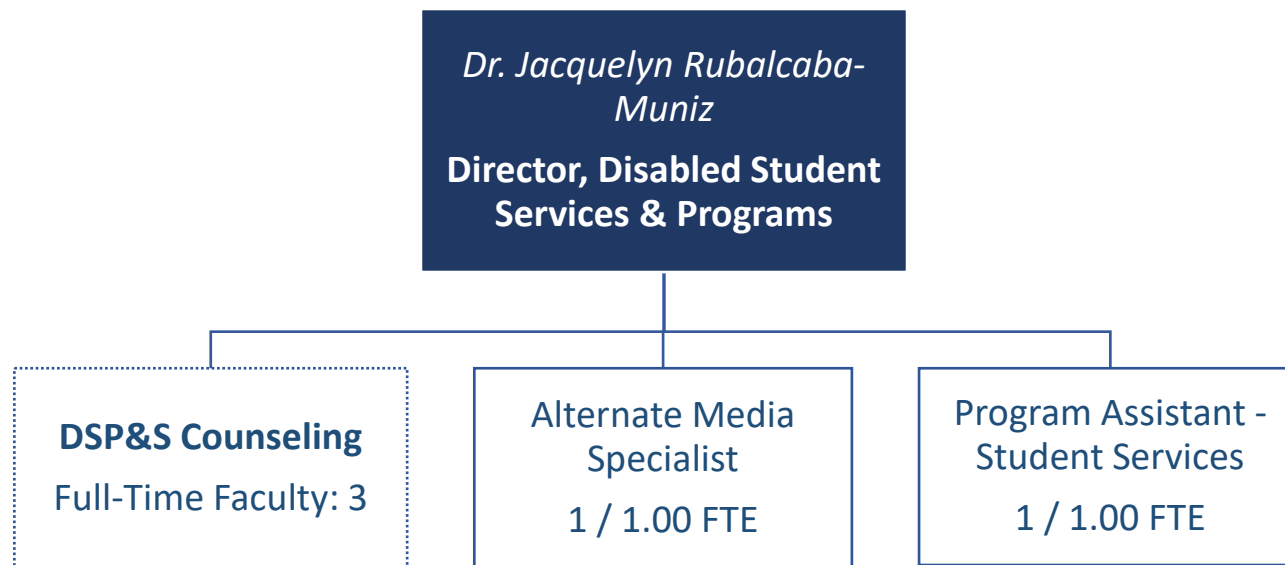 Dr. Jacquelyn Rubalcaba-
Muniz
Director, Disabled Student
Services & Programs
DSP&S Counseling
Full-Time Faculty: 3
Alternate Media
Specialist
1 / 1.00 FTE
Program Assistant -
Student Services
1 / 1.00 FTE